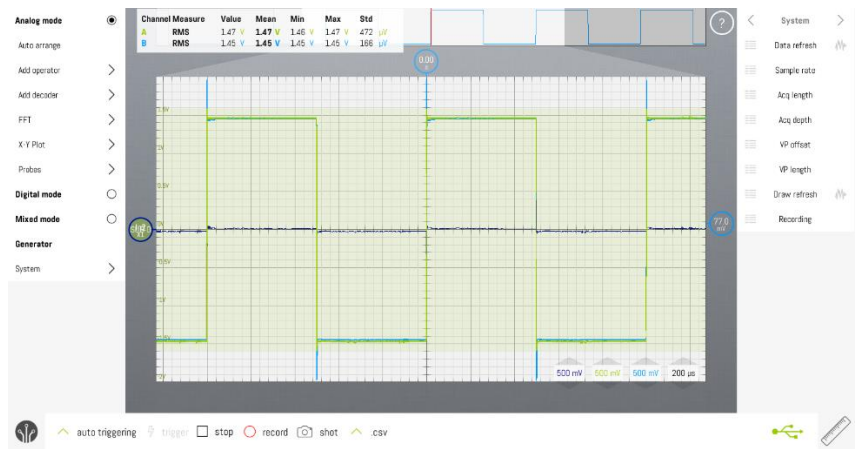 Analog mode
Auto arrange
Add operator
Add decoder
FFT
X-Y Plot
Probes
Digital mode
Mixed mode
Generator
System
Channel Measure Value Mean Min Max Std
A RMS 1.47 V 1.47 V 1.46 V 1.47 V 472 µV
B RMS 1.45 V 1.45 V 1.45 V 1.45 V 166 µV
0.00
?
0.5V
0V
77.0
mV
500 mV 500 mV 500 mV 200 µs
System
Data refresh
Sample rate
Acq length
Acq depth
VP offset
VP length
Draw refresh
Recording
auto triggering trigger stop record shot .csv